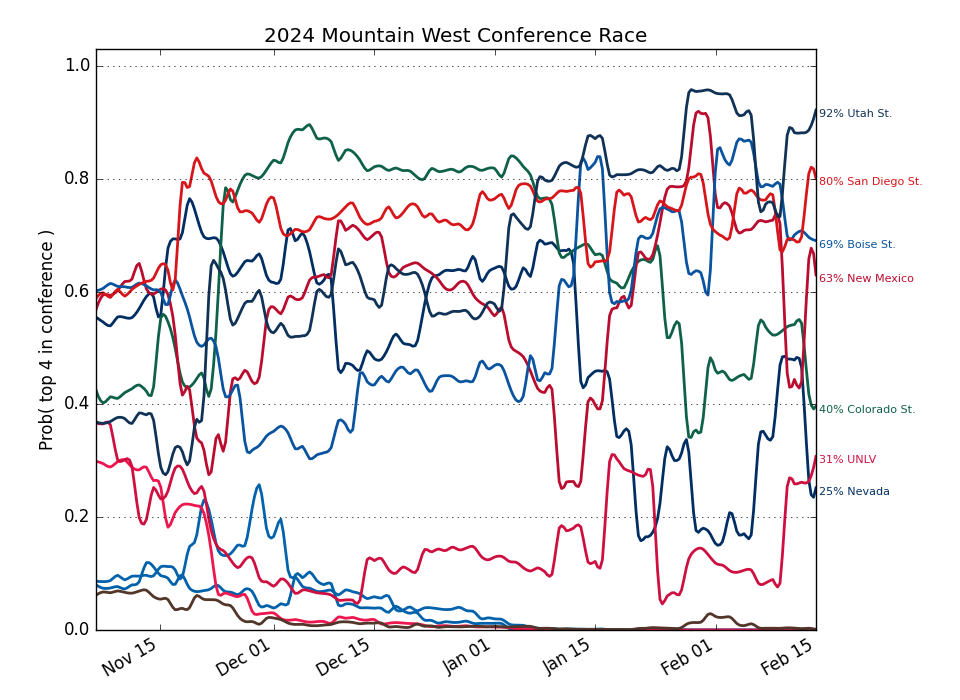 2024 Mountain West Conference Race
Prob( top 4 in conference )
1.0
0.8
0.6
0.4
0.2
0.0
92% Utah St.
80% San Diego St.
69% Boise St.
63% New Mexico
40% Colorado St.
31% UNLV
25% Nevada
Nov 15
Dec 01
Dec 15
Jan 01
Jan 15
Feb 01
Feb 15